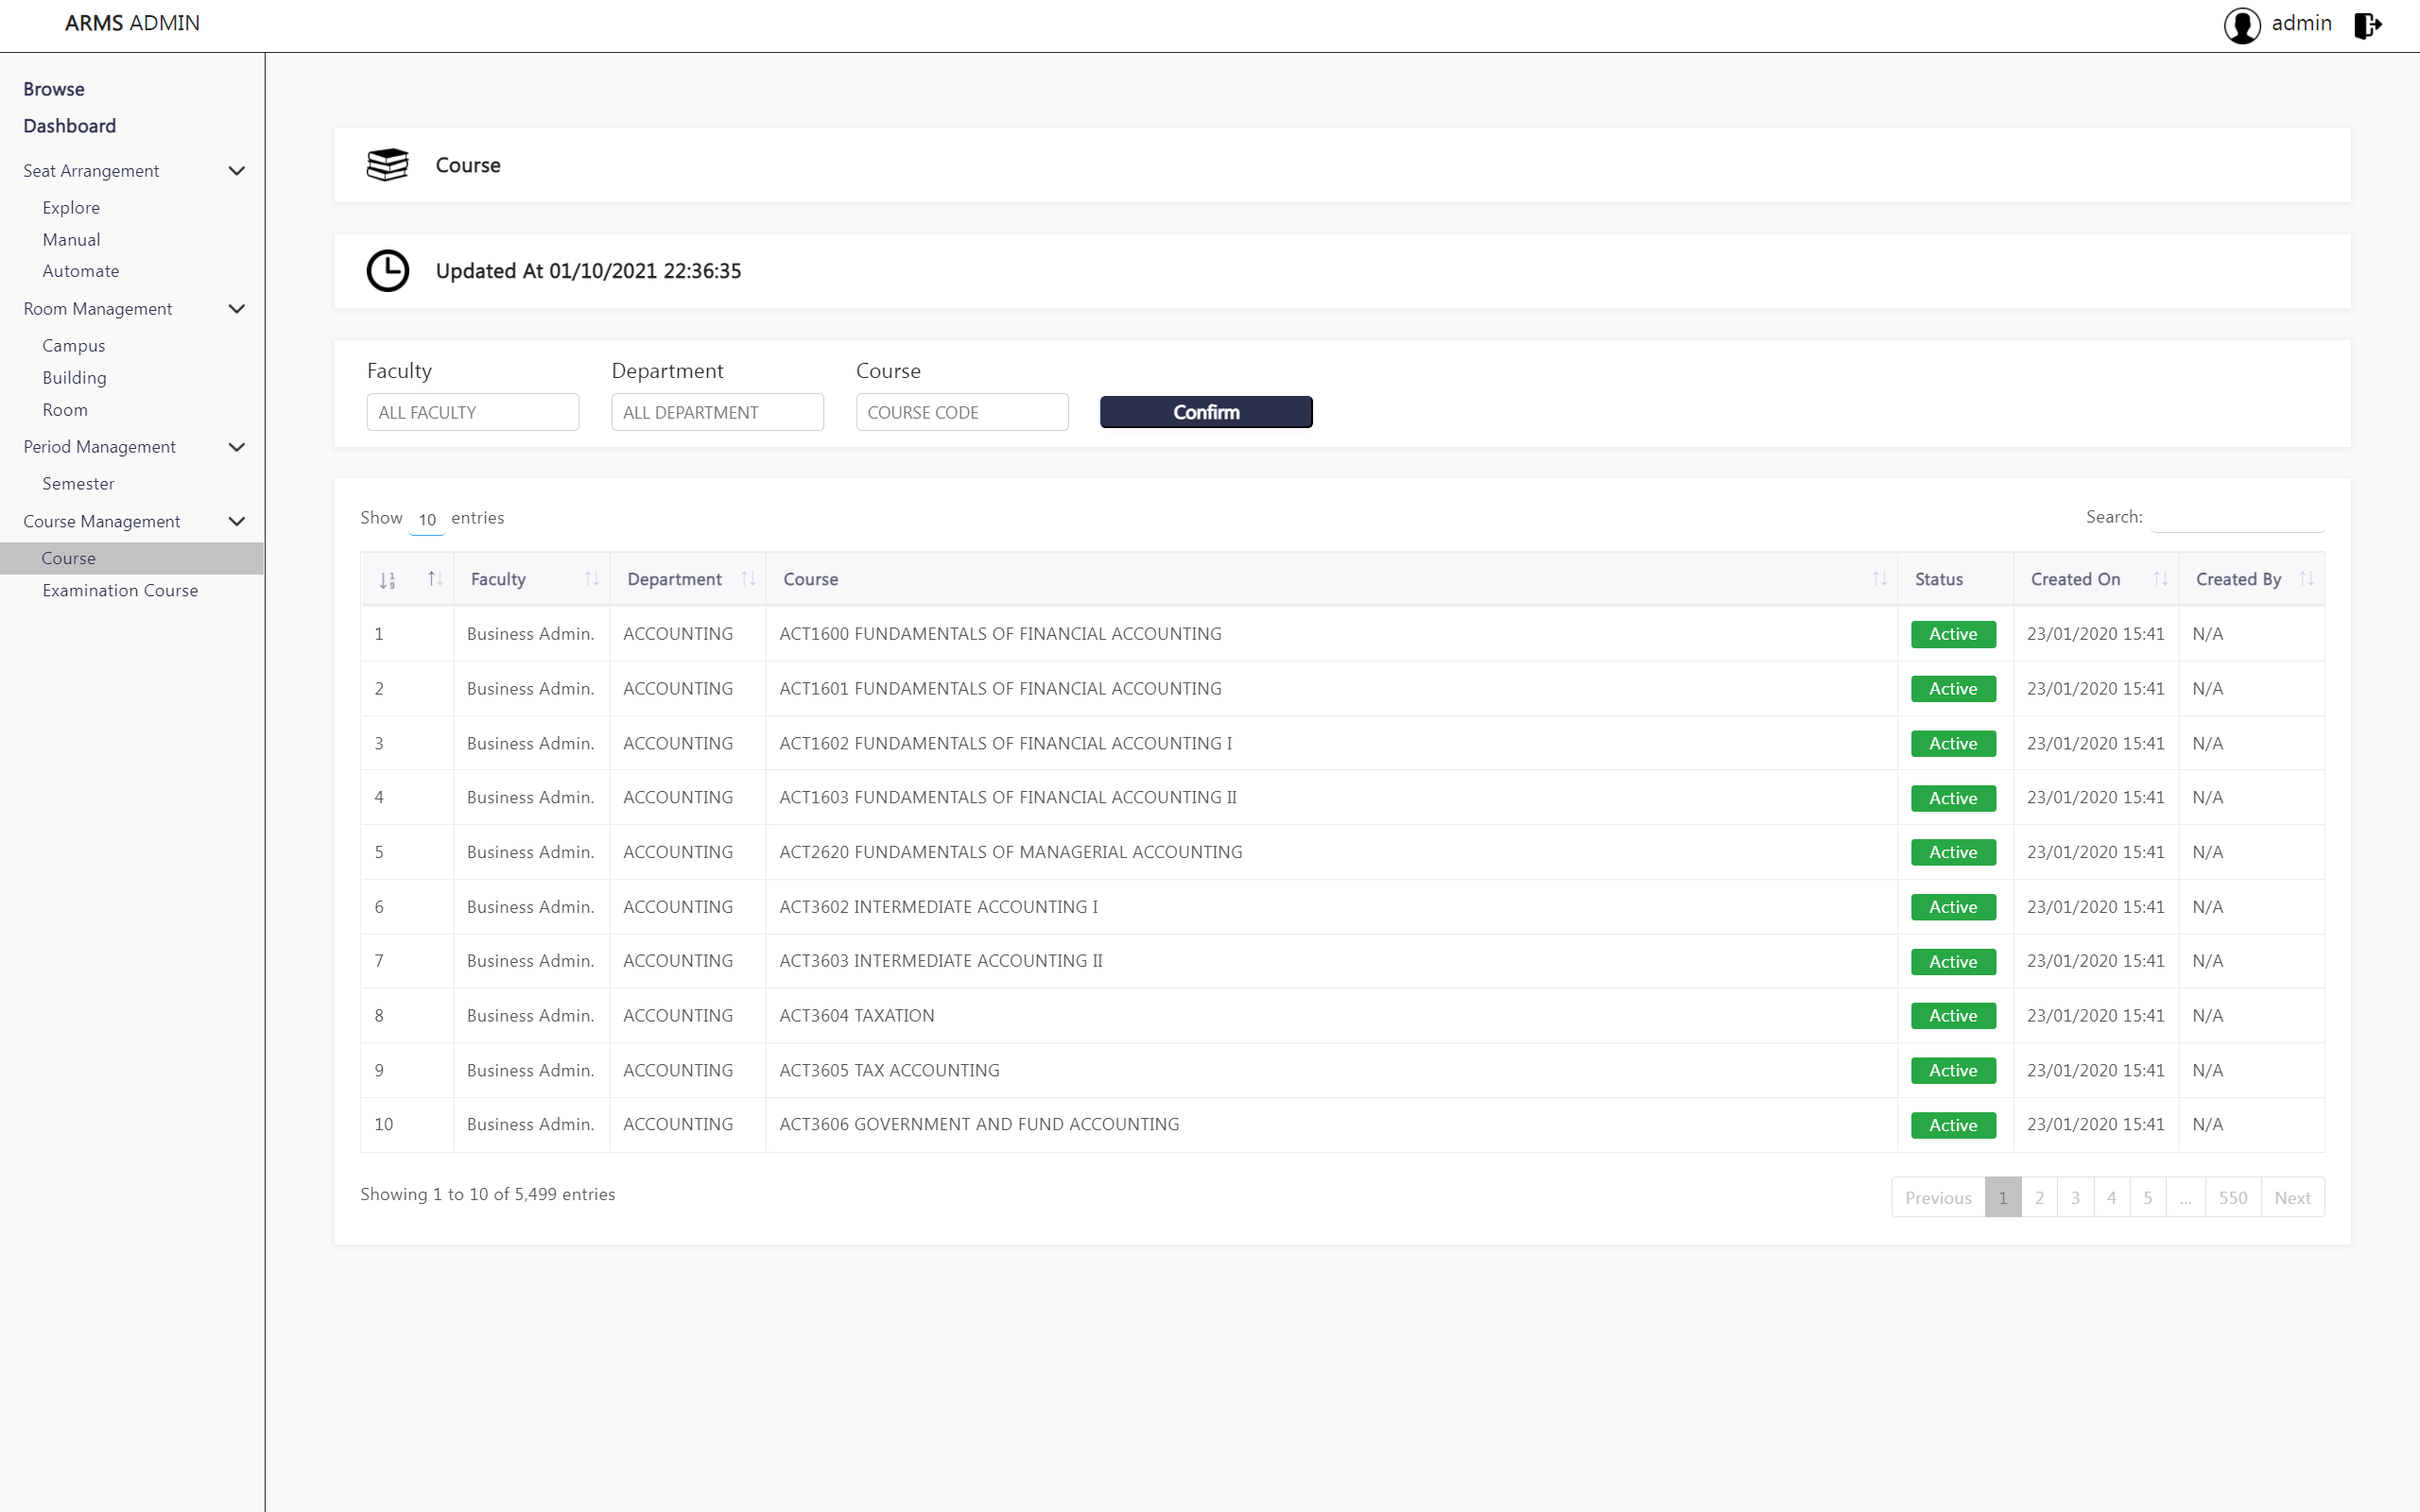 ARMS ADMIN
admin
Browse
Dashboard
Seat Arrangement
Explore
Manual
Automate
Room Management
Campus
Building
Room
Period Management
Semester
Course Management
Course
Examination Course
Course
Updated At 01/10/2021 22:36:35
Faculty Department Course
ALL FACULTY ALL DEPARTMENT COURSE CODE Confirm
Show 10 entries Search:
Faculty Department Course Status Created On Created By
1 Business Admin. ACCOUNTING ACT1600 FUNDAMENTALS OF FINANCIAL ACCOUNTING Active 23/01/2020 15:41 N/A
2 Business Admin. ACCOUNTING ACT1601 FUNDAMENTALS OF FINANCIAL ACCOUNTING Active 23/01/2020 15:41 N/A
3 Business Admin. ACCOUNTING ACT1602 FUNDAMENTALS OF FINANCIAL ACCOUNTING I Active 23/01/2020 15:41 N/A
4 Business Admin. ACCOUNTING ACT1603 FUNDAMENTALS OF FINANCIAL ACCOUNTING II Active 23/01/2020 15:41 N/A
5 Business Admin. ACCOUNTING ACT2620 FUNDAMENTALS OF MANAGERIAL ACCOUNTING Active 23/01/2020 15:41 N/A
6 Business Admin. ACCOUNTING ACT3602 INTERMEDIATE ACCOUNTING I Active 23/01/2020 15:41 N/A
7 Business Admin. ACCOUNTING ACT3603 INTERMEDIATE ACCOUNTING II Active 23/01/2020 15:41 N/A
8 Business Admin. ACCOUNTING ACT3604 TAXATION Active 23/01/2020 15:41 N/A
9 Business Admin. ACCOUNTING ACT3605 TAX ACCOUNTING Active 23/01/2020 15:41 N/A
10 Business Admin. ACCOUNTING ACT3606 GOVERNMENT AND FUND ACCOUNTING Active 23/01/2020 15:41 N/A
Showing 1 to 10 of 5,499 entries Previous 1 2 3 4 5 ... 550 Next